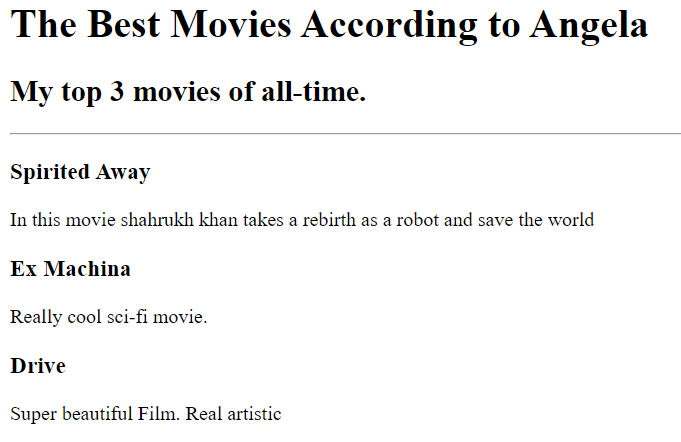 The Best Movies According to Angela
My top 3 movies of all-time.
Spirited Away
In this movie shahrukh khan takes a rebirth as a robot and save the world
Ex Machina
Really cool sci-fi movie.
Drive
Super beautiful Film. Real artistic